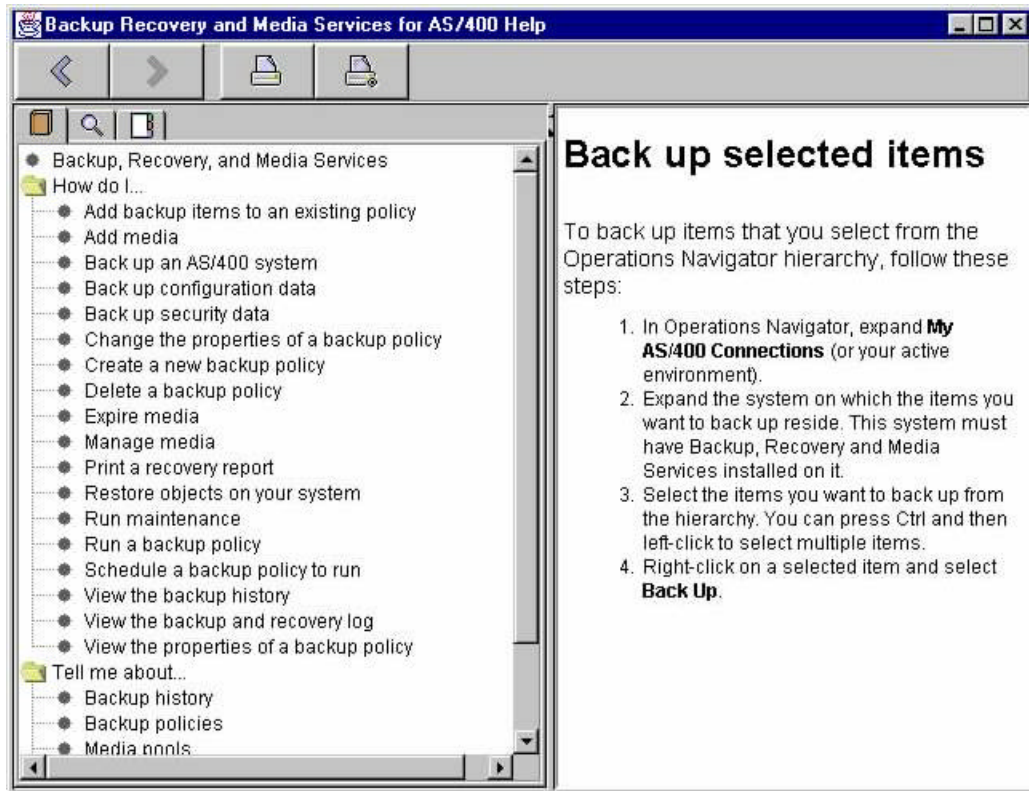 Backup Recovery and Media Services for AS/400 Help
Backup, Recovery, and Media Services
How do I...
Add backup items to an existing policy
Add media
Back up an AS/400 system
Back up configuration data
Back up security data
Change the properties of a backup policy
Create a new backup policy
Delete a backup policy
Expire media
Manage media
Print a recovery report
Restore objects on your system
Run maintenance
Run a backup policy
Schedule a backup policy to run
View the backup history
View the backup and recovery log
View the properties of a backup policy
Tell me about...
Backup history
Backup policies
Media pools
Back up selected items
To back up items that you select from the
Operations Navigator hierarchy, follow these
steps:
1. In Operations Navigator, expand My
AS/400 Connections (or your active
environment).
2. Expand the system on which the items you
want to back up reside. This system must
have Backup, Recovery and Media
Services installed on it.
3. Select the items you want to back up from
the hierarchy. You can press Ctrl and then
left-click to select multiple items.
4. Right-click on a selected item and select
Back Up.